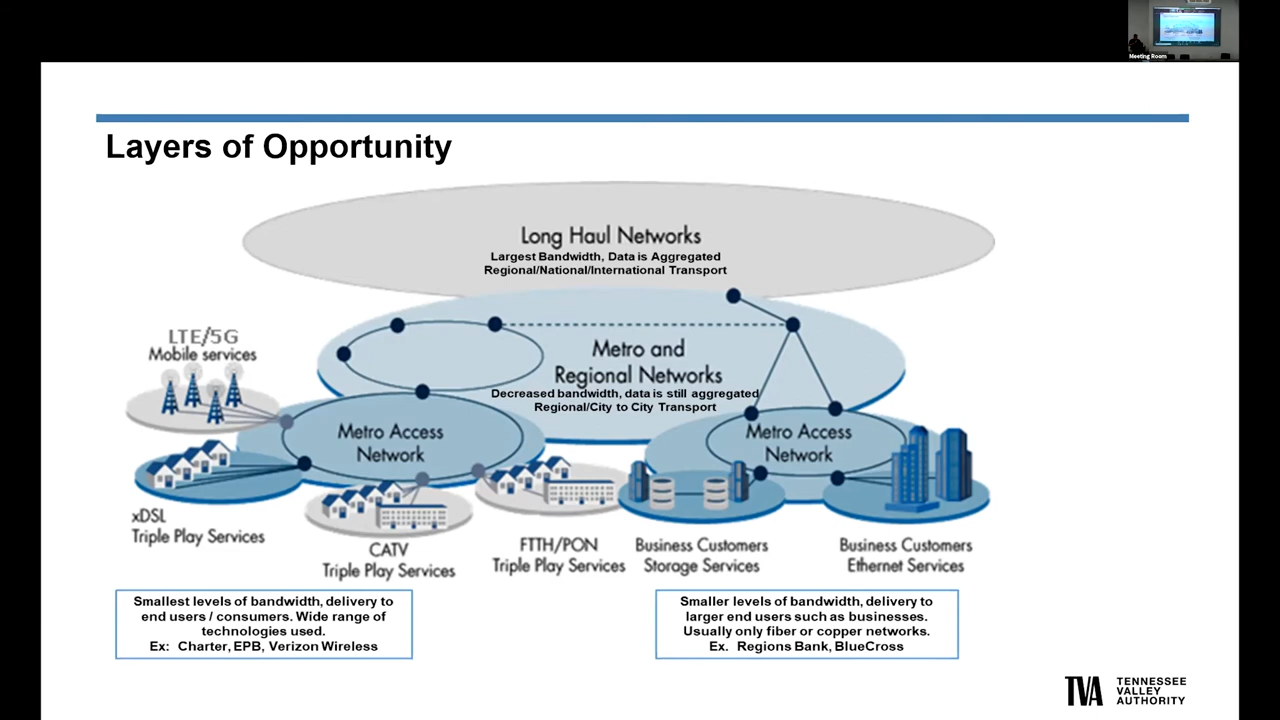 Meeting Room
Layers of Opportunity
Long Haul Networks
Largest Bandwidth, Data is Aggregated
Regional/National/International Transport
LTE/5G
Mobile services
Metro and
Regional Networks
Decreased bandwidth, data is still aggregated
Regional/City to City Transport
Metro Access
Network
Metro Access
Network
xDSL
Triple Play Services
CATV
Triple Play Services
FTTH/PON
Triple Play Services
Business Customers
Storage Services
Business Customers
Ethernet Services
Smallest levels of bandwidth, delivery to
end users / consumers. Wide range of
technologies used.
Ex: Charter, EPB, Verizon Wireless
Smaller levels of bandwidth, delivery to
larger end users such as businesses.
Usually only fiber or copper networks.
Ex. Regions Bank, BlueCross
TVA
TENNESSEE
VALLEY
AUTHORITY